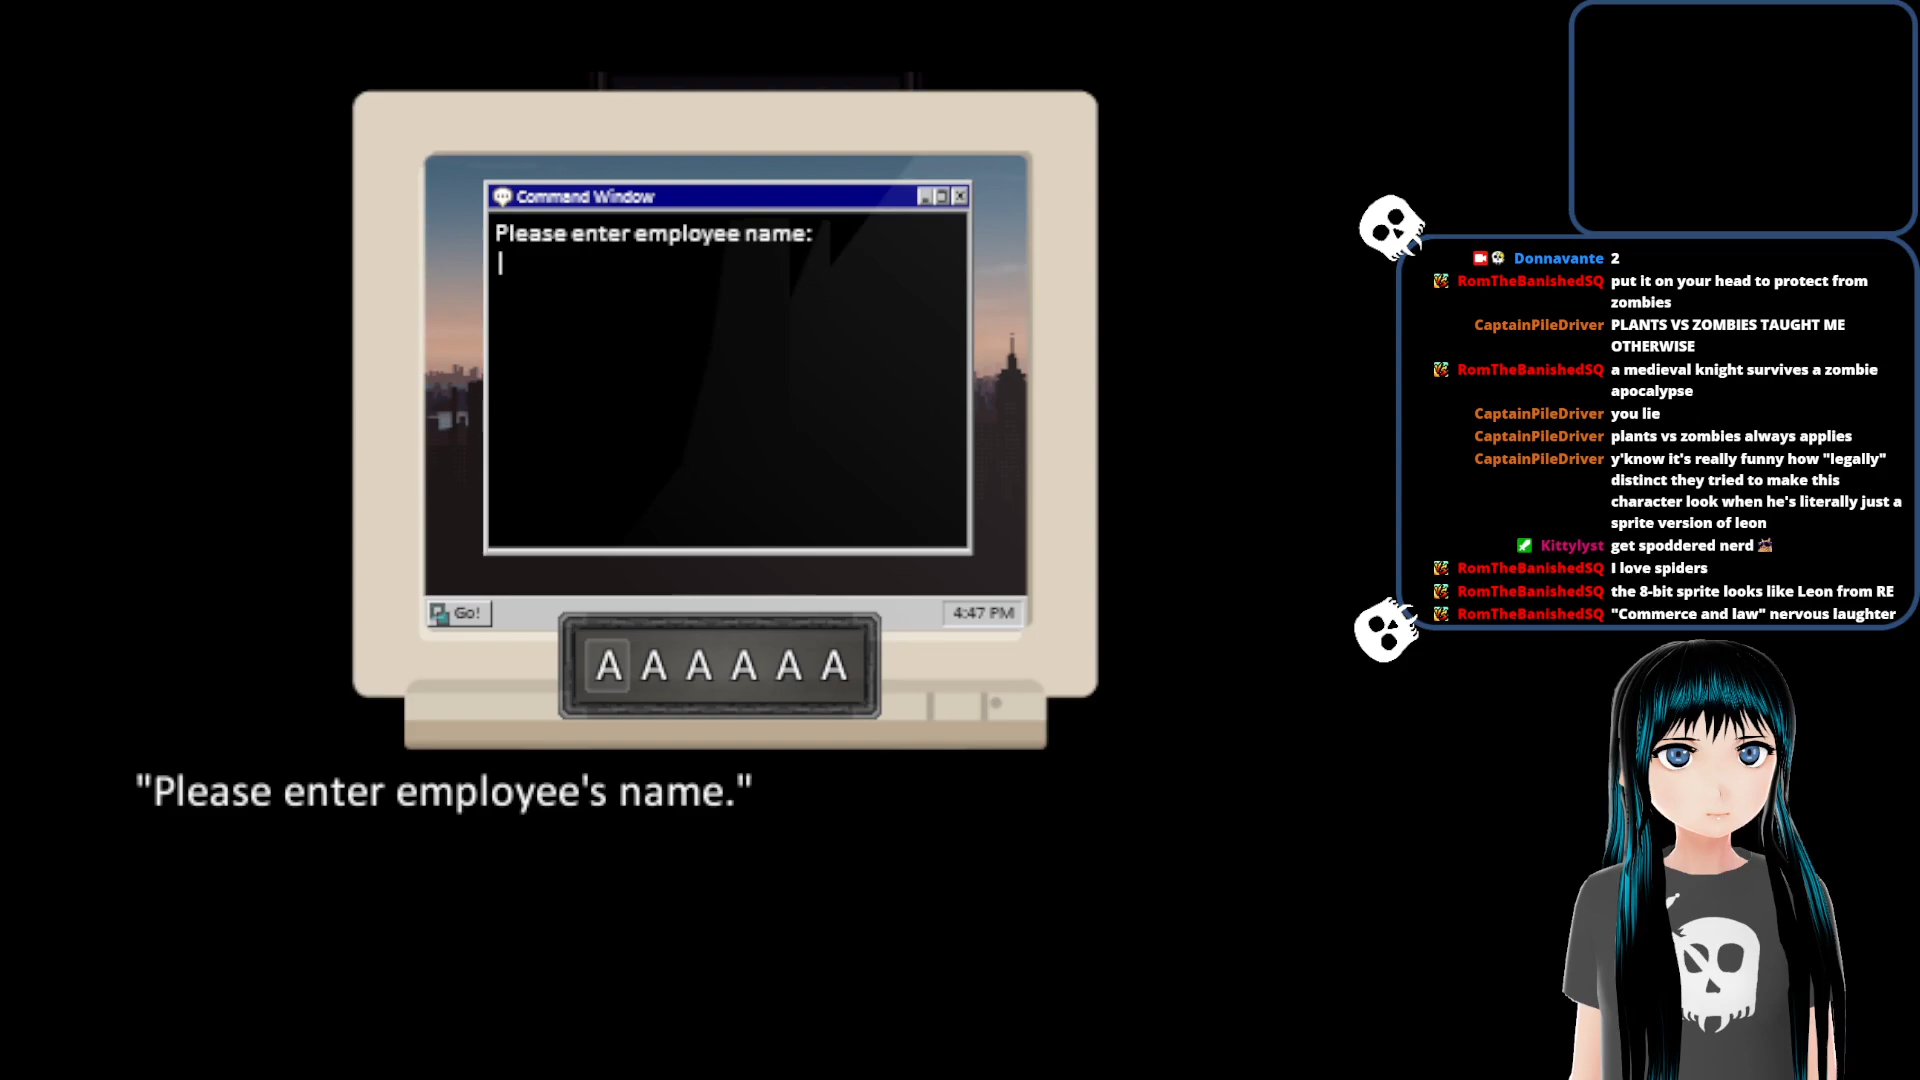 Command Window
Please enter employee name:
Go!
4:47 PM
A A A A A A
"Please enter employee's name."
Donnavante 2
RomTheBanishedSQ put it on your head to protect from
zombies
CaptainPileDriver PLANTS VS ZOMBIES TAUGHT ME
OTHERWISE
RomTheBanishedSQ a medieval knight survives a zombie
apocalypse
CaptainPileDriver you lie
CaptainPileDriver plants vs zombies always applies
CaptainPileDriver y'know it's really funny how "legally"
distinct they tried to make this
character look when he's literally just a
sprite version of leon
Kittylyst get spoddered nerd
RomTheBanishedSQ I love spiders
RomTheBanishedSQ the 8-bit sprite looks like Leon from RE
RomTheBanishedSQ "Commerce and law" nervous laughter